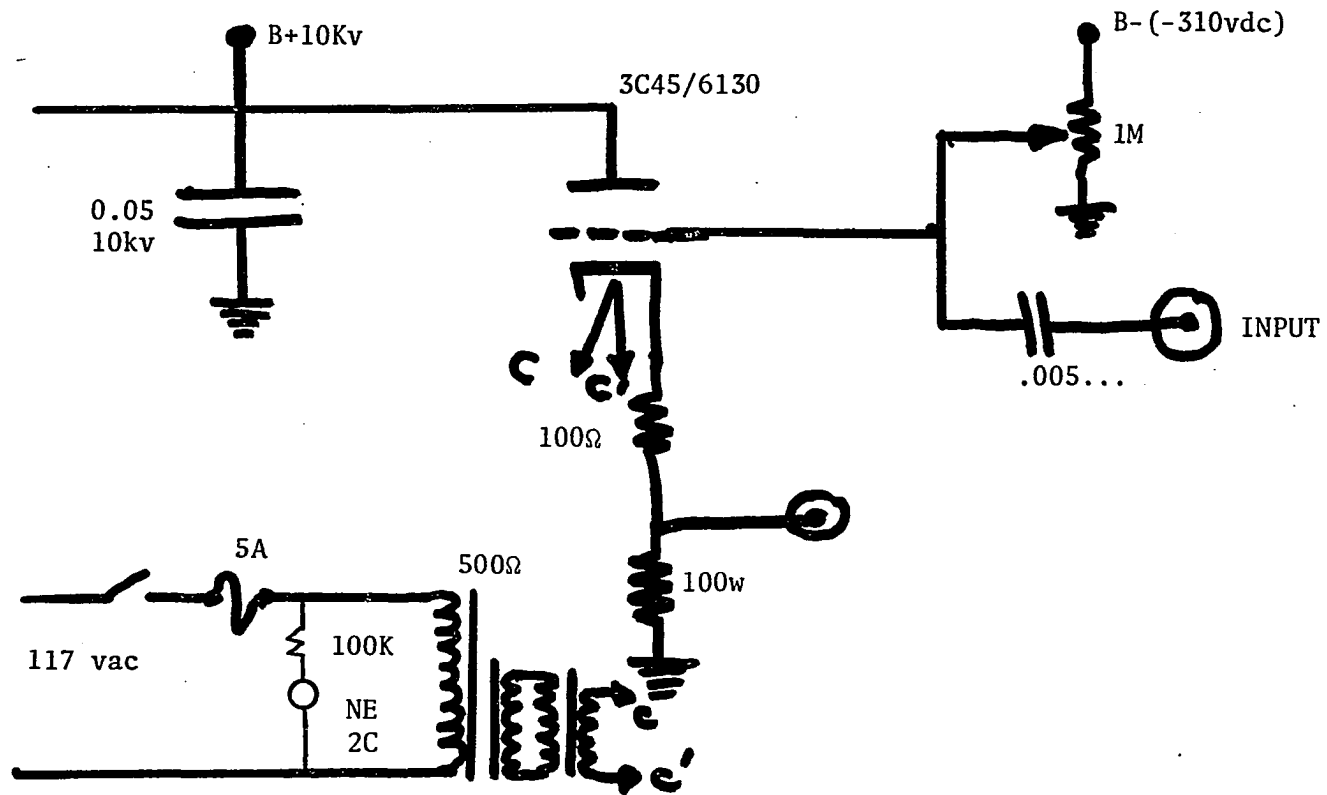 B+10Kv
B-(-310vdc)
3C45/6130
1M
0.05
10kv
INPUT
.005...
C
C'
100Ω
5A
500Ω
100w
117 vac
100K
NE
2C
C
C'